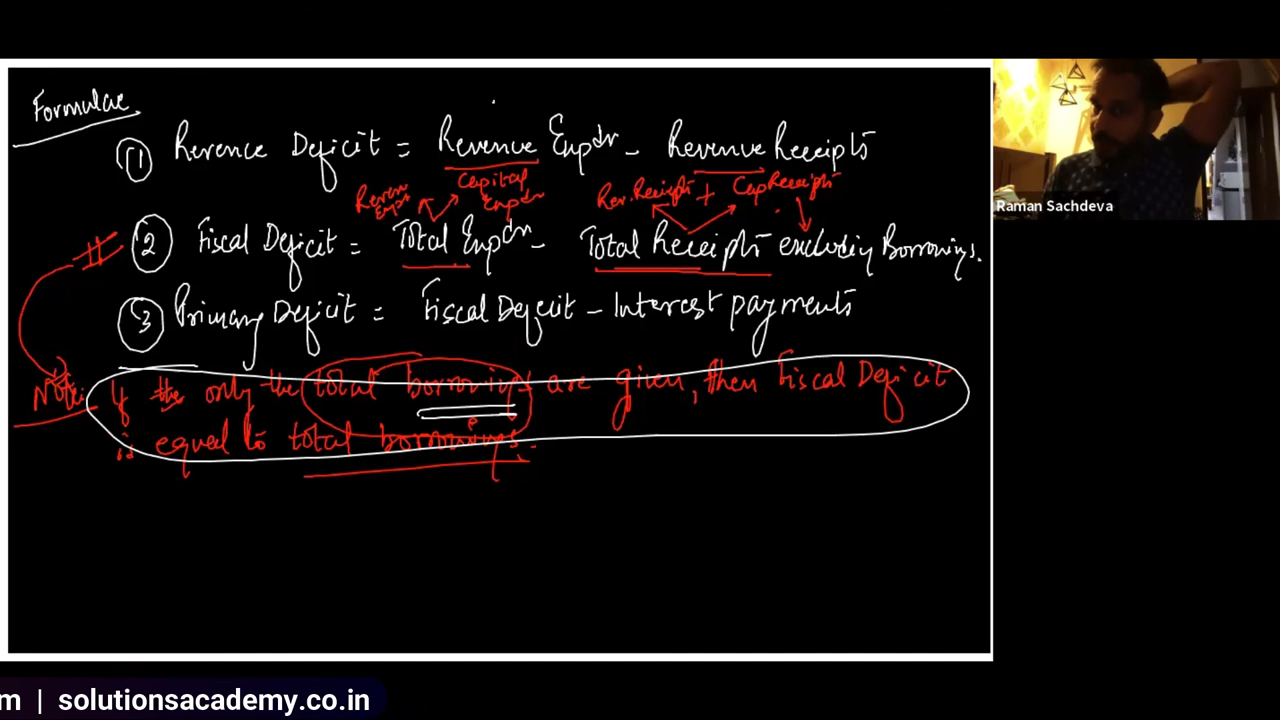 Formulae
① Revenue Deficit = Revenue Expdr - Revenue Receipts
Reven Expdr Capital Expdr Rev. Receipts + Cap Receipts
② Fiscal Deficit = Total Expdr - Total Receipts excluding Borrowings.
③ Primary Deficit = Fiscal Deficit - Interest payments
Note: If the only the total borrowings are given, then Fiscal Deficit
is equal to total borrowings.
Raman Sachdeva
m | solutionsacademy.co.in